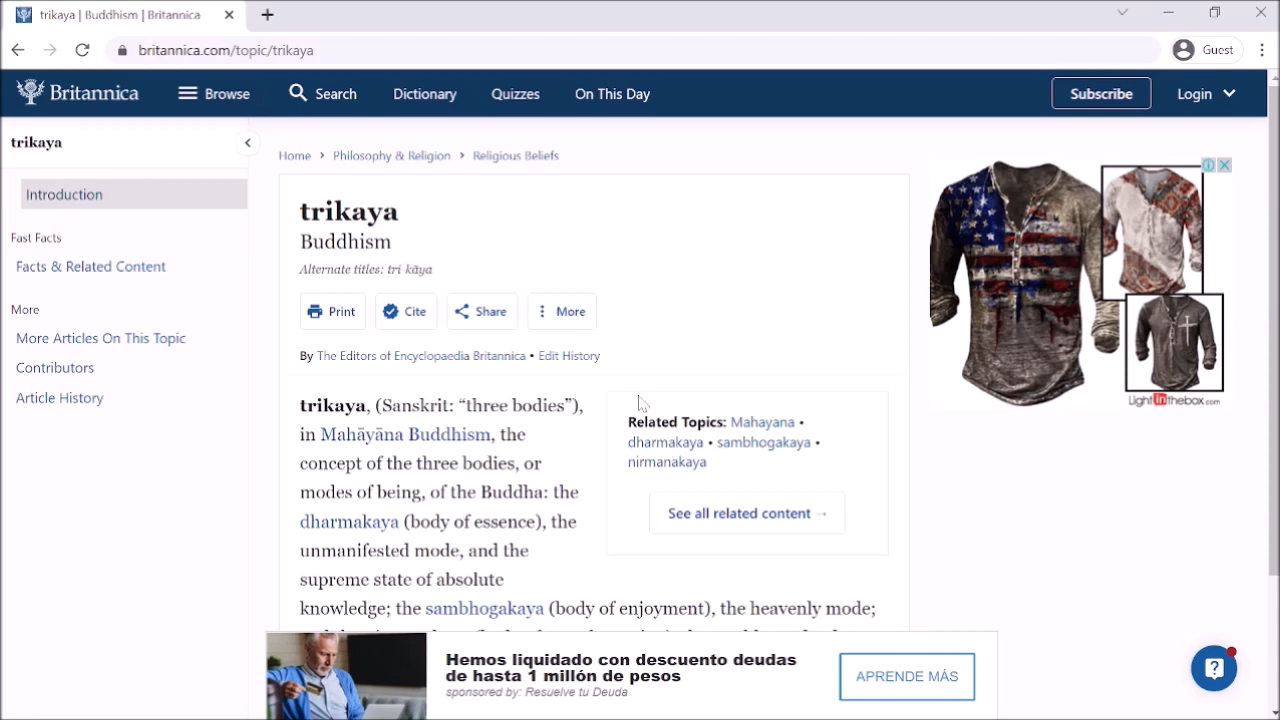 trikaya | Buddhism | Britannica
britannica.com/topic/trikaya
Guest
Britannica
Browse
Search
Dictionary
Quizzes
On This Day
Subscribe
Login
trikaya
Introduction
Fast Facts
Facts & Related Content
More
More Articles On This Topic
Contributors
Article History
Home > Philosophy & Religion > Religious Beliefs
trikaya
Buddhism
Alternate titles: tri-kāya
Print
Cite
Share
More
By The Editors of Encyclopaedia Britannica • Edit History
trikaya, (Sanskrit: “three bodies”),
in Mahāyāna Buddhism, the
concept of the three bodies, or
modes of being, of the Buddha: the
dharmakaya (body of essence), the
unmanifested mode, and the
supreme state of absolute
knowledge; the sambhogakaya (body of enjoyment), the heavenly mode;
Related Topics: Mahayana •
dharmakaya • sambhogakaya •
nirmanakaya
See all related content →
LightInthebox.com
Hemos liquidado con descuento deudas
de hasta 1 millón de pesos
sponsored by: Resuelve tu Deuda
APRENDE MÁS